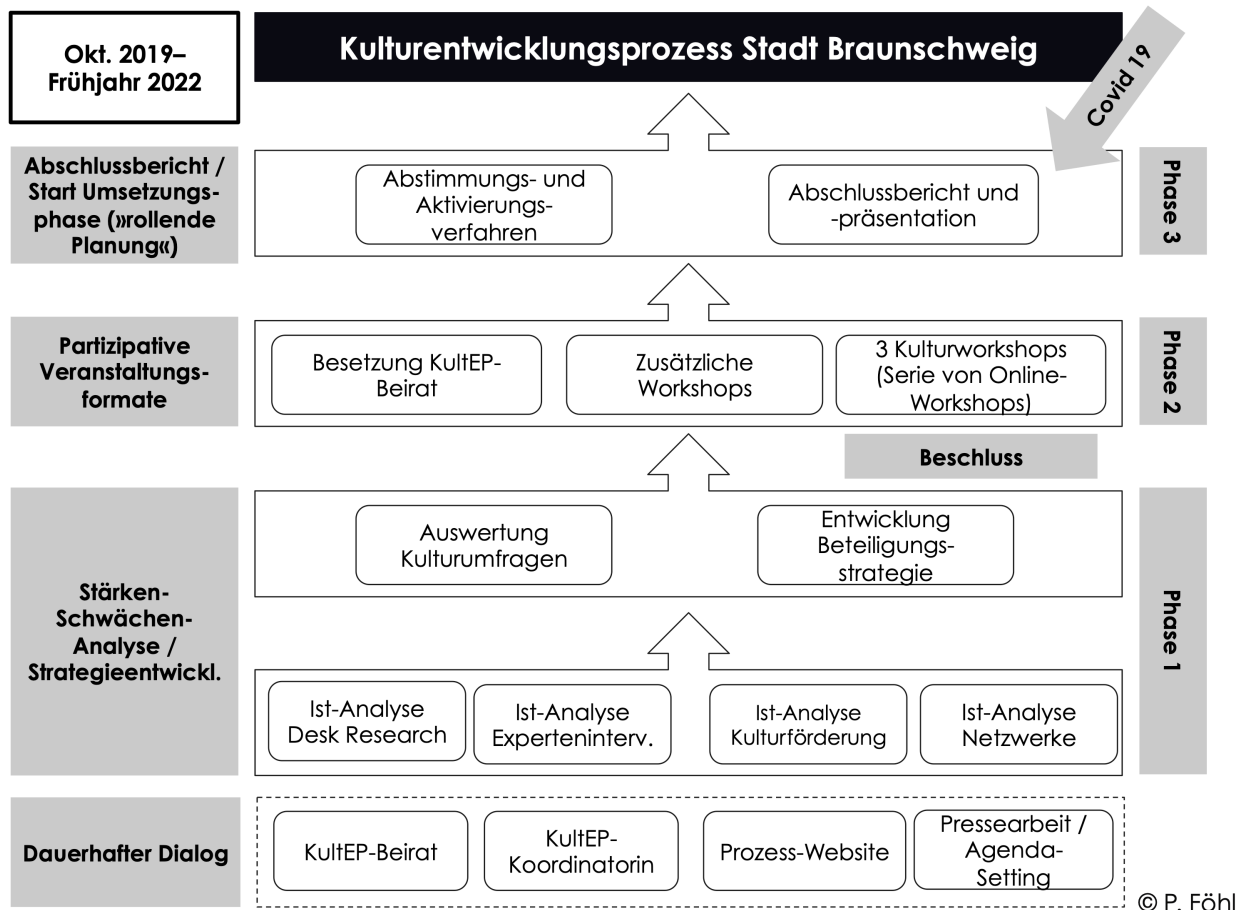 Okt. 2019–
Frühjahr 2022
Kulturentwicklungsprozess Stadt Braunschweig
Covid 19
Abschlussbericht /
Start Umsetzungs-
phase (»rollende
Planung«)
Abstimmungs- und
Aktivierungs-
verfahren
Abschlussbericht und
-präsentation
Phase 3
Partizipative
Veranstaltungs-
formate
Besetzung KultEP-
Beirat
Zusätzliche
Workshops
3 Kulturworkshops
(Serie von Online-
Workshops)
Phase 2
Beschluss
Stärken-
Schwächen-
Analyse /
Strategieentwickl.
Auswertung
Kulturumfragen
Entwicklung
Beteiligungs-
strategie
Phase 1
Ist-Analyse
Desk Research
Ist-Analyse
Experteninterv.
Ist-Analyse
Kulturförderung
Ist-Analyse
Netzwerke
Dauerhafter Dialog
KultEP-Beirat
KultEP-
Koordinatorin
Prozess-Website
Pressearbeit /
Agenda-
Setting
© P. Föhl